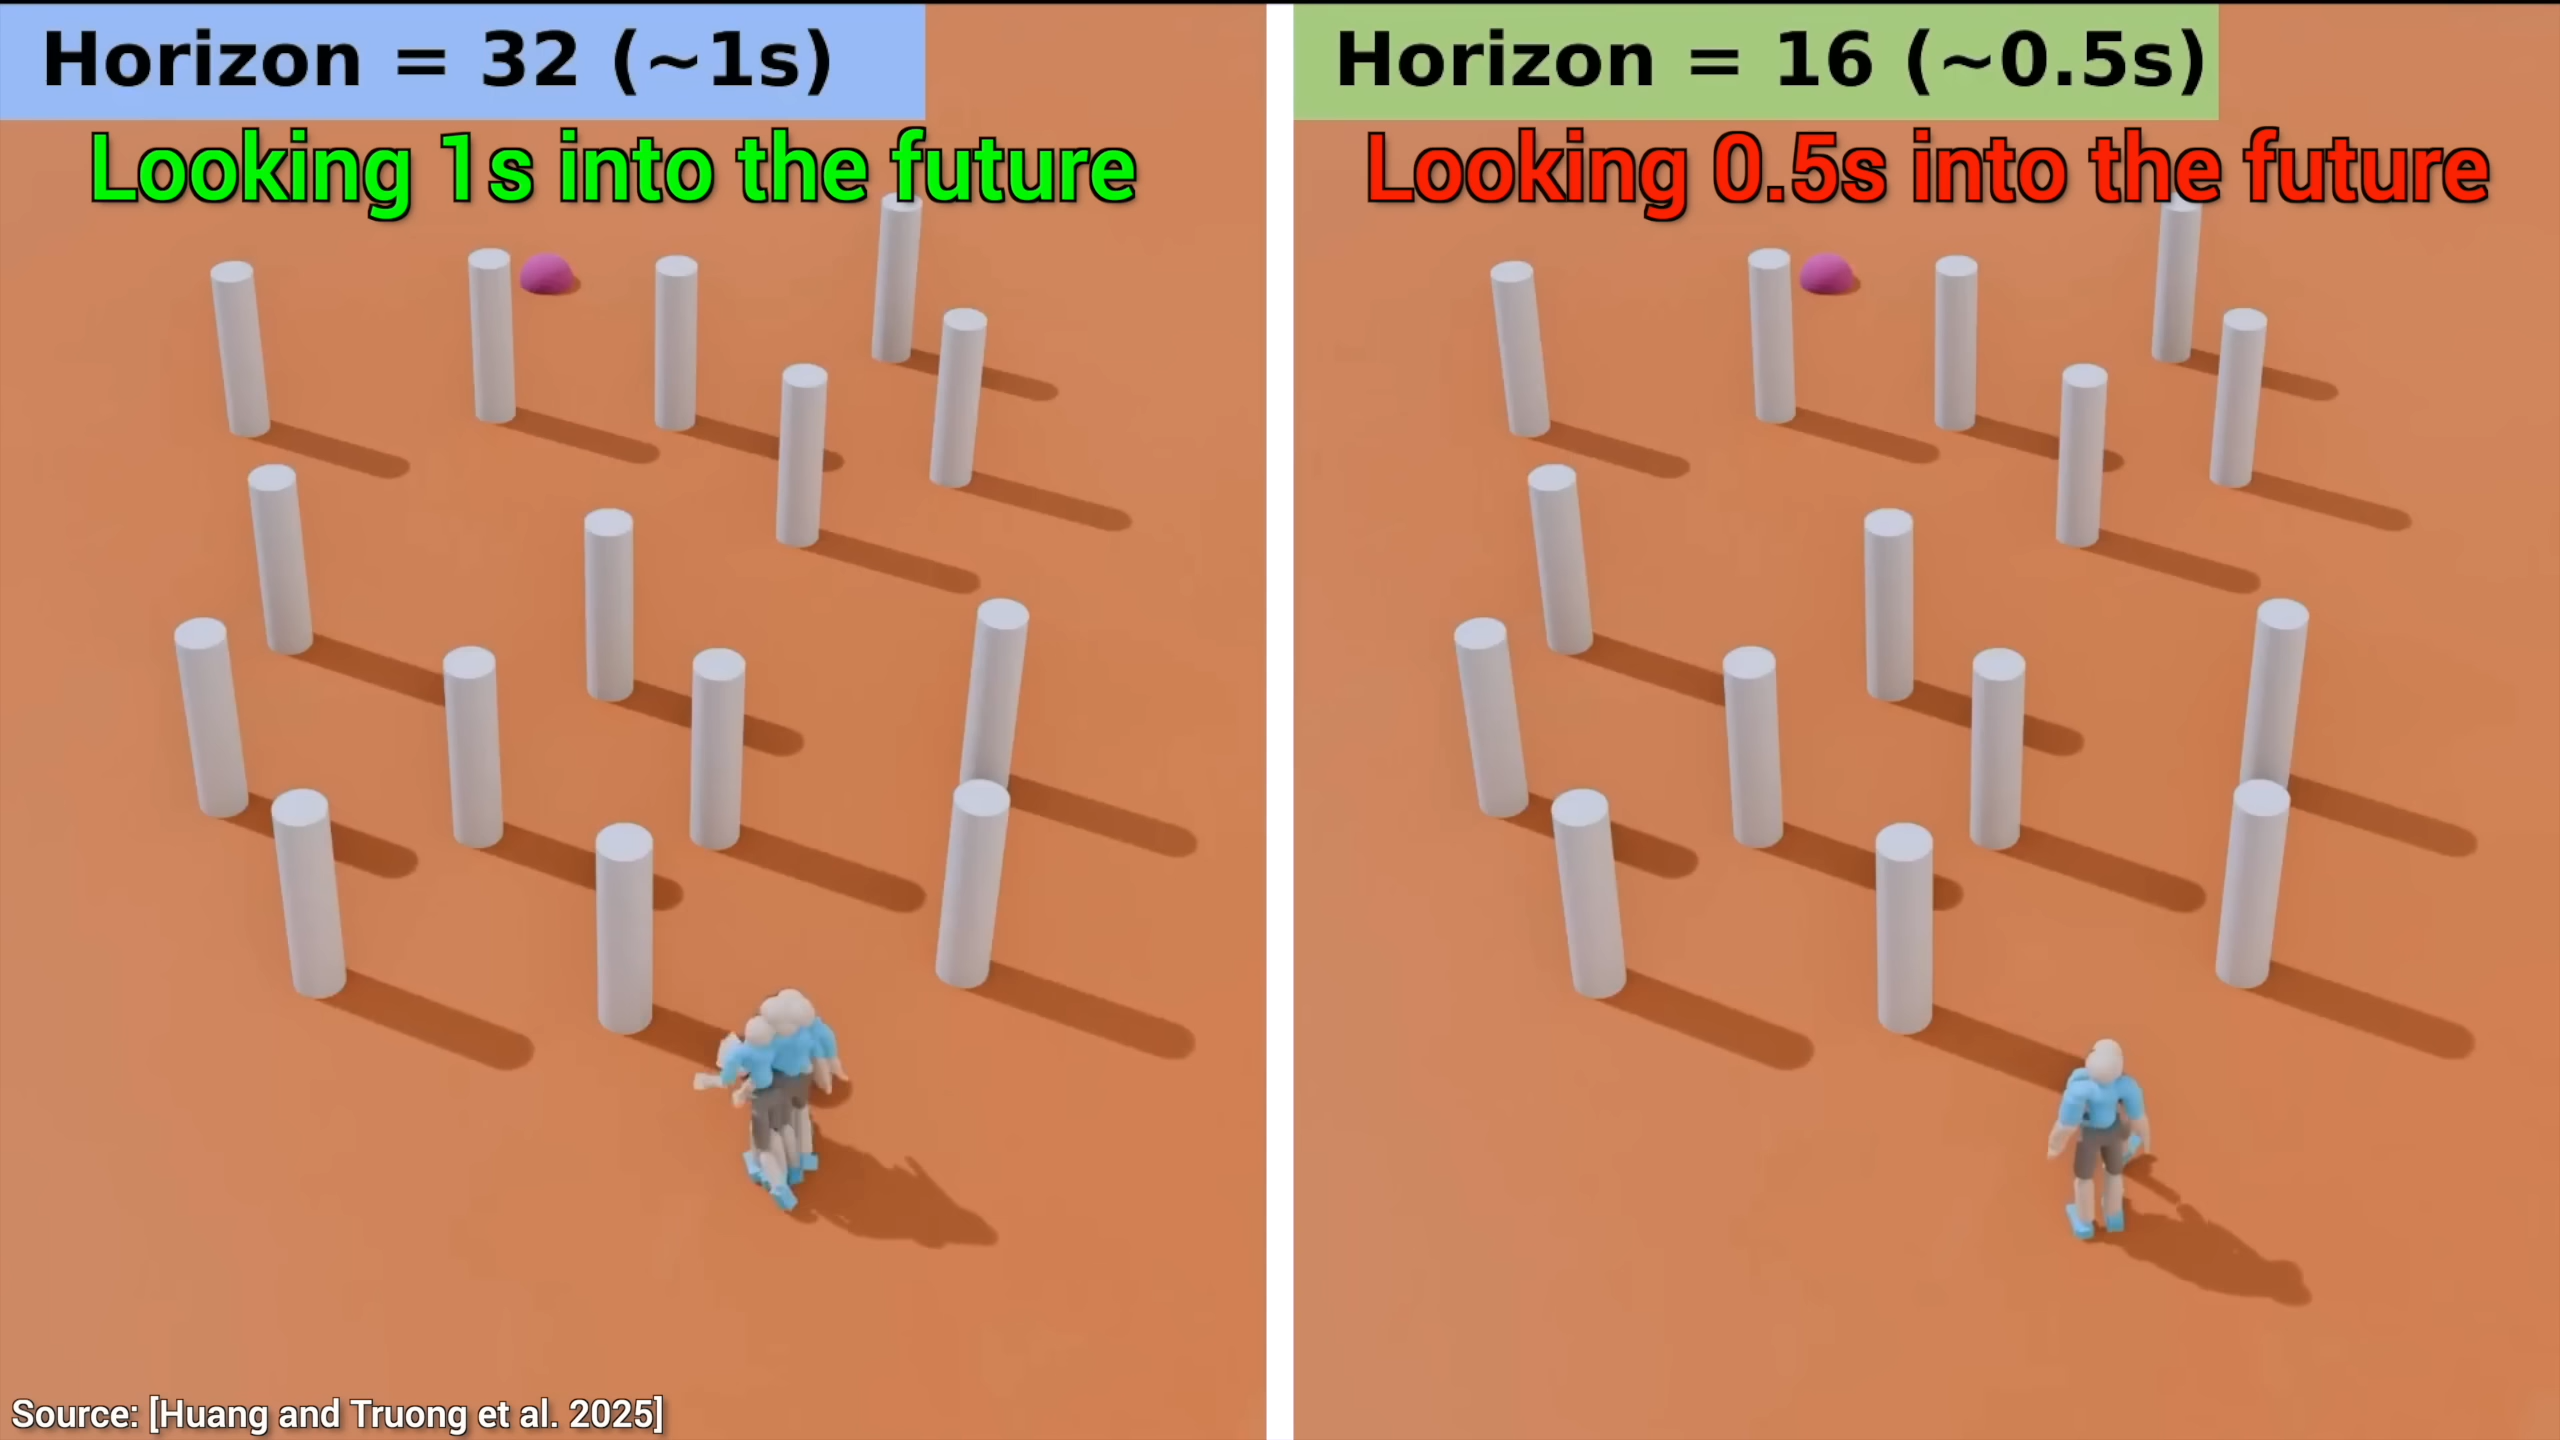 Horizon = 32 (~1s)
Looking 1s into the future
Horizon = 16 (~0.5s)
Looking 0.5s into the future
Source: [Huang and Truong et al. 2025]